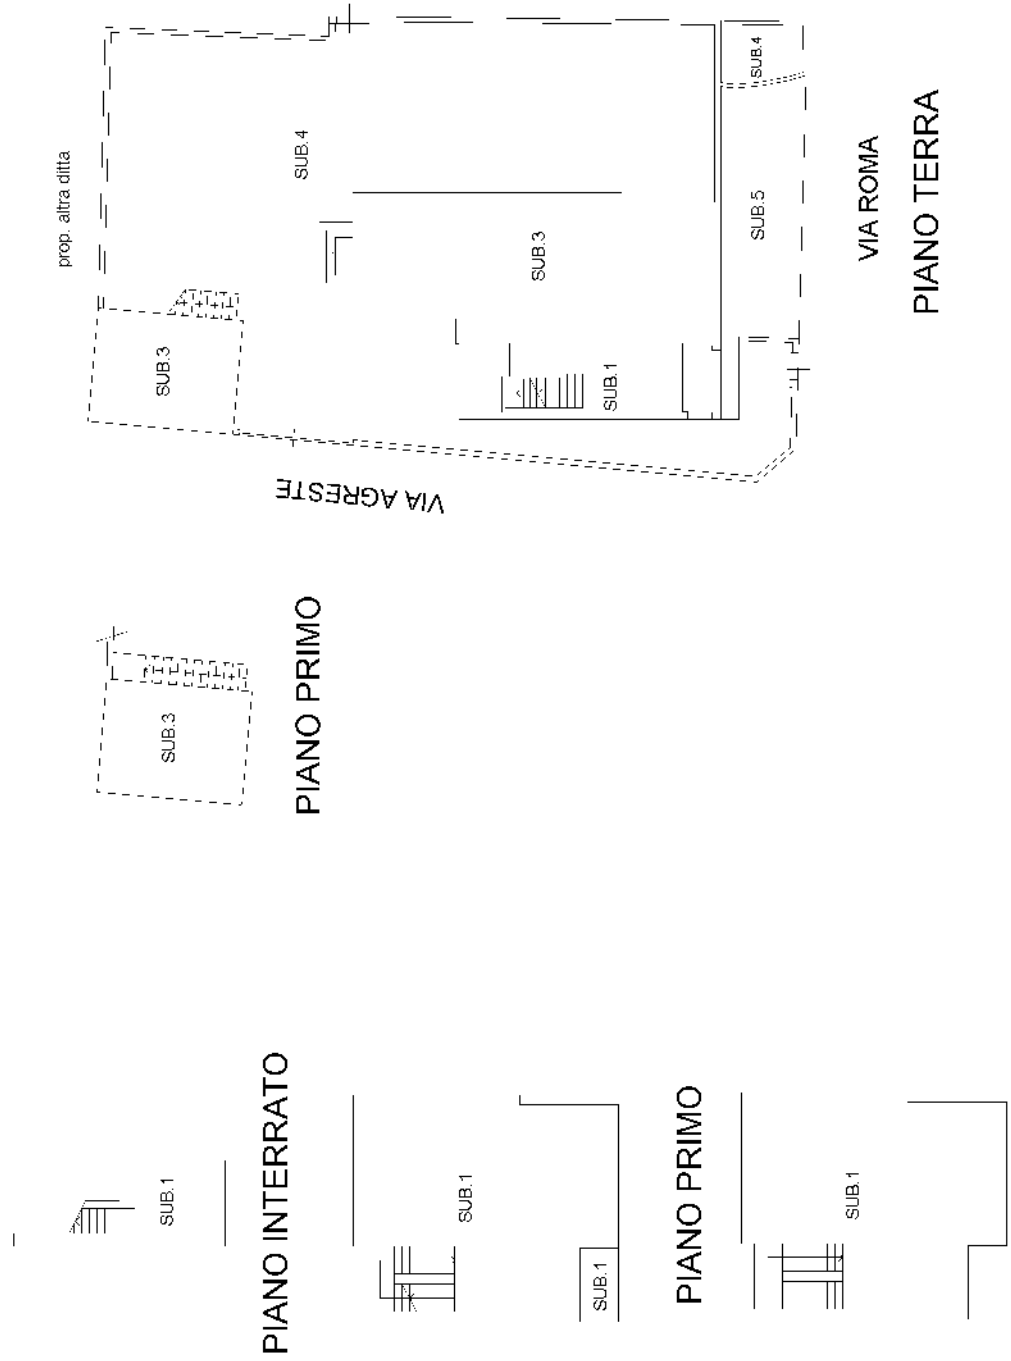 prop. altra ditta
SUB.4
SUB.4
SUB.3
SUB.3
SUB.5
SUB.1
VIA AGRESTE
VIA ROMA
PIANO TERRA
SUB.3
PIANO PRIMO
SUB.1
PIANO INTERRATO
SUB.1
SUB.1
PIANO PRIMO
SUB.1